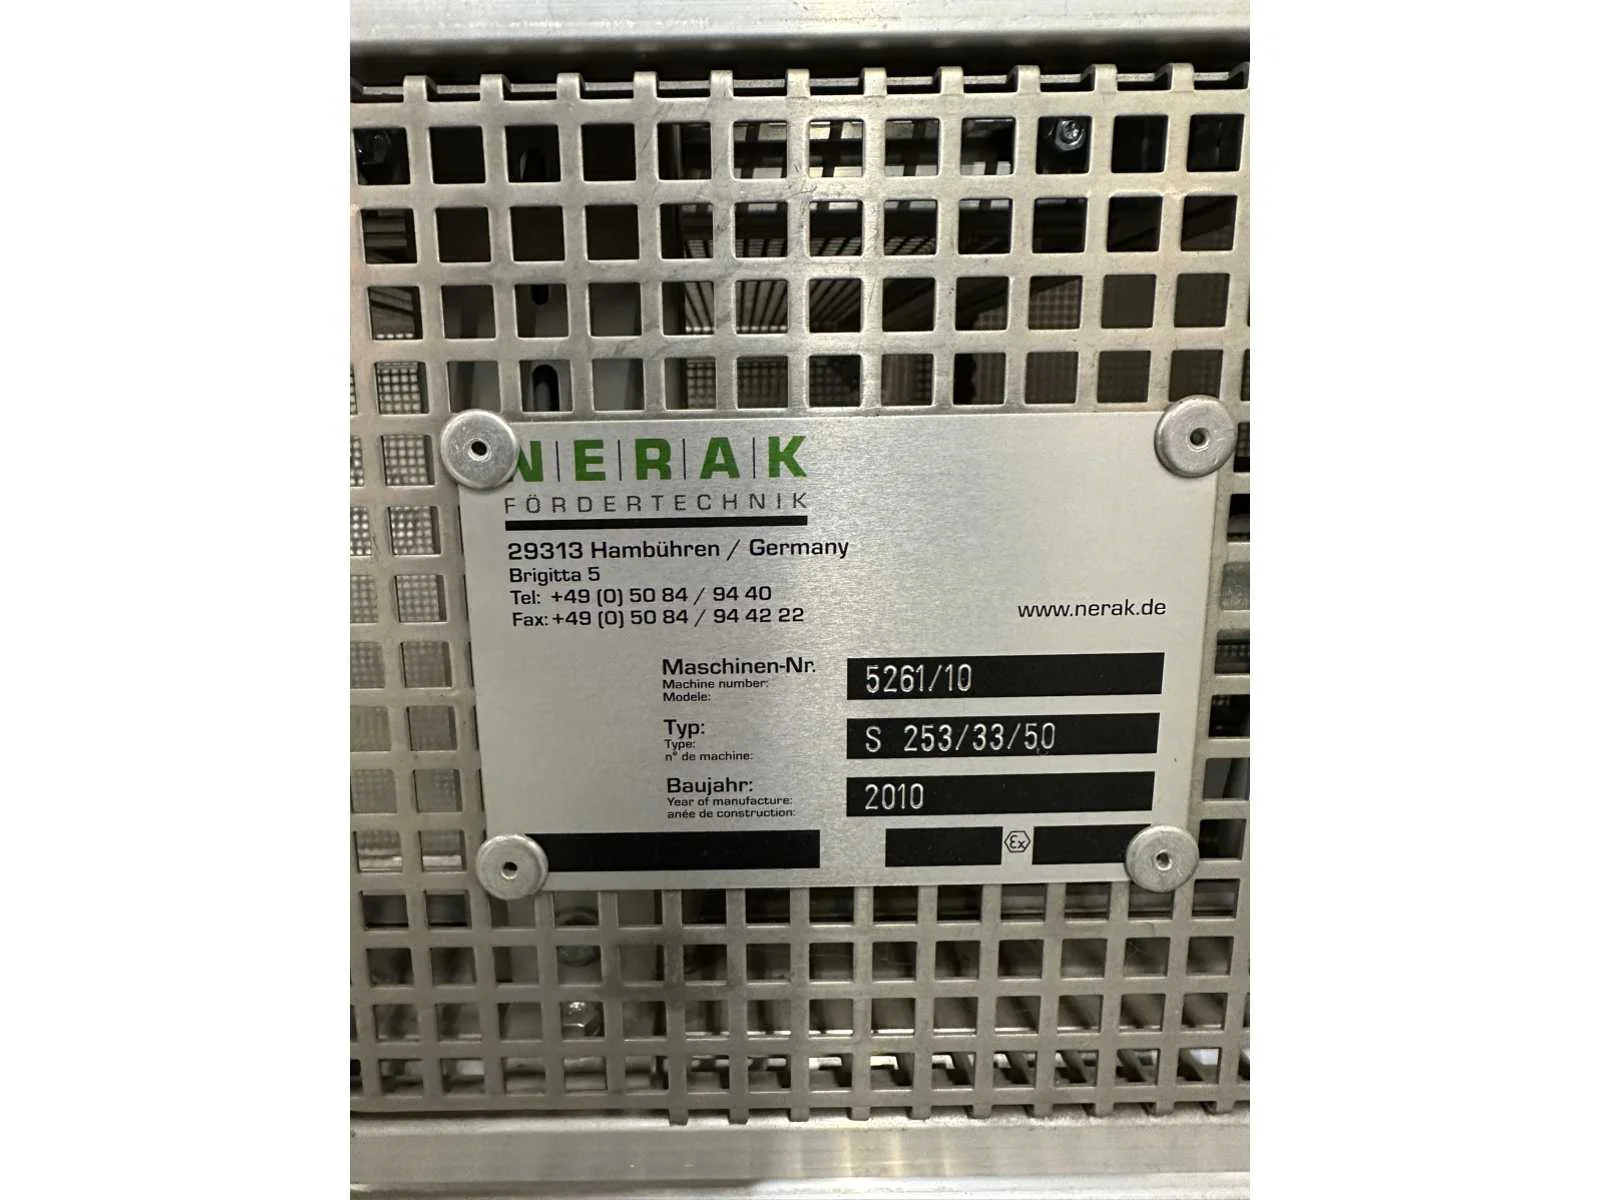 N|E|R|A|K
FÖRDERTECHNIK
29313 Hambühren / Germany
Brigitta 5
Tel: +49 (0) 50 84 / 94 40
Fax: +49 (0) 50 84 / 94 42 22
www.nerak.de
Maschinen-Nr. 5261/10
Machine number:
Modele:
Typ: S 253/33/50
Type:
n° de machine:
Baujahr: 2010
Year of manufacture:
anée de construction:
Ex